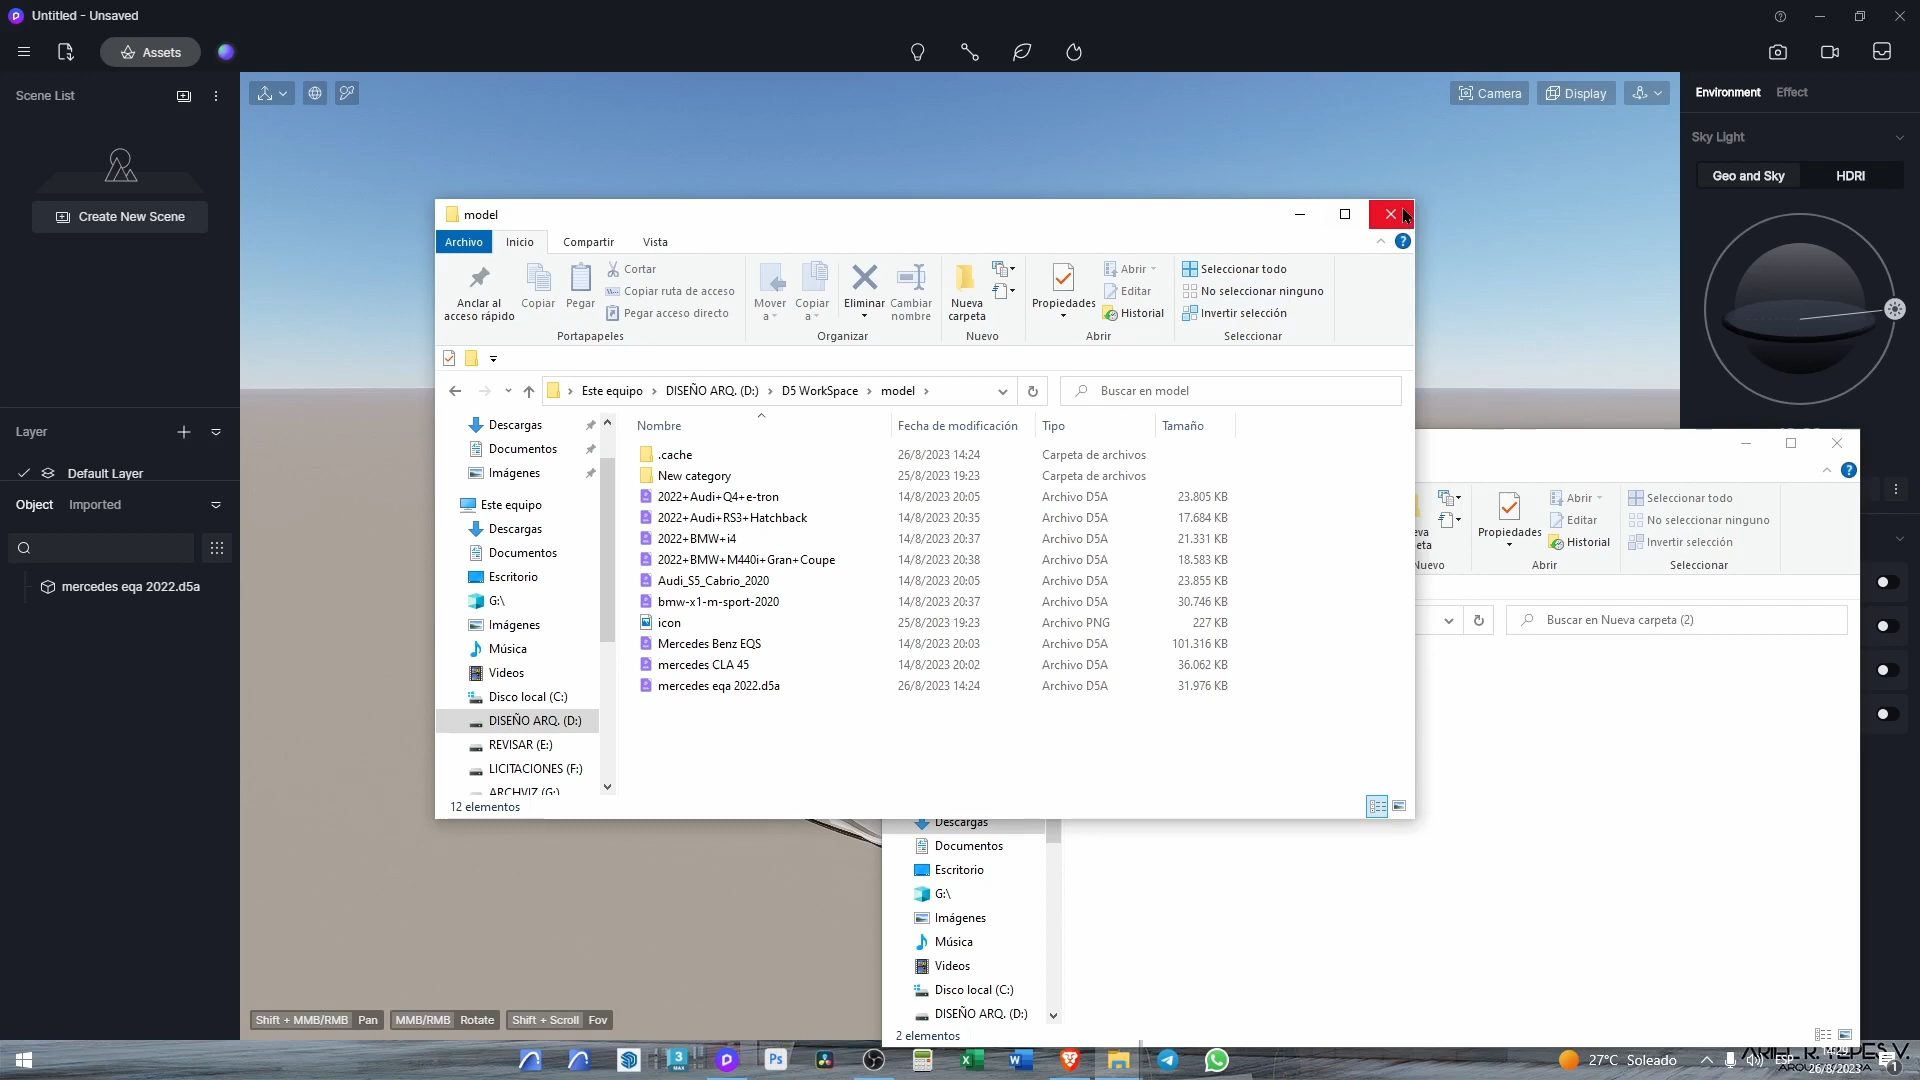 Untitled - Unsaved
Assets
Scene List
Create New Scene
Layer
Default Layer
Object
Imported
mercedes eqa 2022.d5a
Camera
Display
Environment
Effect
Sky Light
Geo and Sky
HDRI
model
Archivo
Inicio
Compartir
Vista
Anclar al
acceso rápido
Copiar
Pegar
Cortar
Copiar ruta de acceso
Pegar acceso directo
Portapapeles
Mover
a
Copiar
a
Eliminar
Cambiar
nombre
Organizar
Nueva
carpeta
Nuevo
Propiedades
Abrir
Editar
Historial
Abrir
Seleccionar todo
No seleccionar ninguno
Invertir selección
Seleccionar
Este equipo > DISEÑO ARQ. (D:) > D5 WorkSpace > model >
Buscar en model
Descargas
Documentos
Imágenes
Este equipo
Descargas
Documentos
Escritorio
G:\
Imágenes
Música
Videos
Disco local (C:)
DISEÑO ARQ. (D:)
REVISAR (E:)
LICITACIONES (F:)
ARCHVIZ (G:)
Nombre Fecha de modificación Tipo Tamaño
.cache 26/8/2023 14:24 Carpeta de archivos
New category 25/8/2023 19:23 Carpeta de archivos
2022+Audi+Q4+e-tron 14/8/2023 20:05 Archivo D5A 23.805 KB
2022+Audi+RS3+Hatchback 14/8/2023 20:35 Archivo D5A 17.684 KB
2022+BMW+i4 14/8/2023 20:37 Archivo D5A 21.331 KB
2022+BMW+M440i+Gran+Coupe 14/8/2023 20:38 Archivo D5A 18.583 KB
Audi_S5_Cabrio_2020 14/8/2023 20:05 Archivo D5A 23.855 KB
bmw-x1-m-sport-2020 14/8/2023 20:37 Archivo D5A 30.746 KB
icon 25/8/2023 19:23 Archivo PNG 227 KB
Mercedes Benz EQS 14/8/2023 20:03 Archivo D5A 101.316 KB
mercedes CLA 45 14/8/2023 20:02 Archivo D5A 36.062 KB
mercedes eqa 2022.d5a 26/8/2023 14:24 Archivo D5A 31.976 KB
12 elementos
Propiedades
Abrir
Editar
Historial
Abrir
Seleccionar todo
No seleccionar ninguno
Invertir selección
Seleccionar
Buscar en Nueva carpeta (2)
Descargas
Documentos
Escritorio
G:\
Imágenes
Música
Videos
Disco local (C:)
DISEÑO ARQ. (D:)
2 elementos
Shift + MMB/RMB Pan
MMB/RMB Rotate
Shift + Scroll Fov
27°C Soleado
ESP
14:29
26/8/2023
ARIEL R. YEPES V.